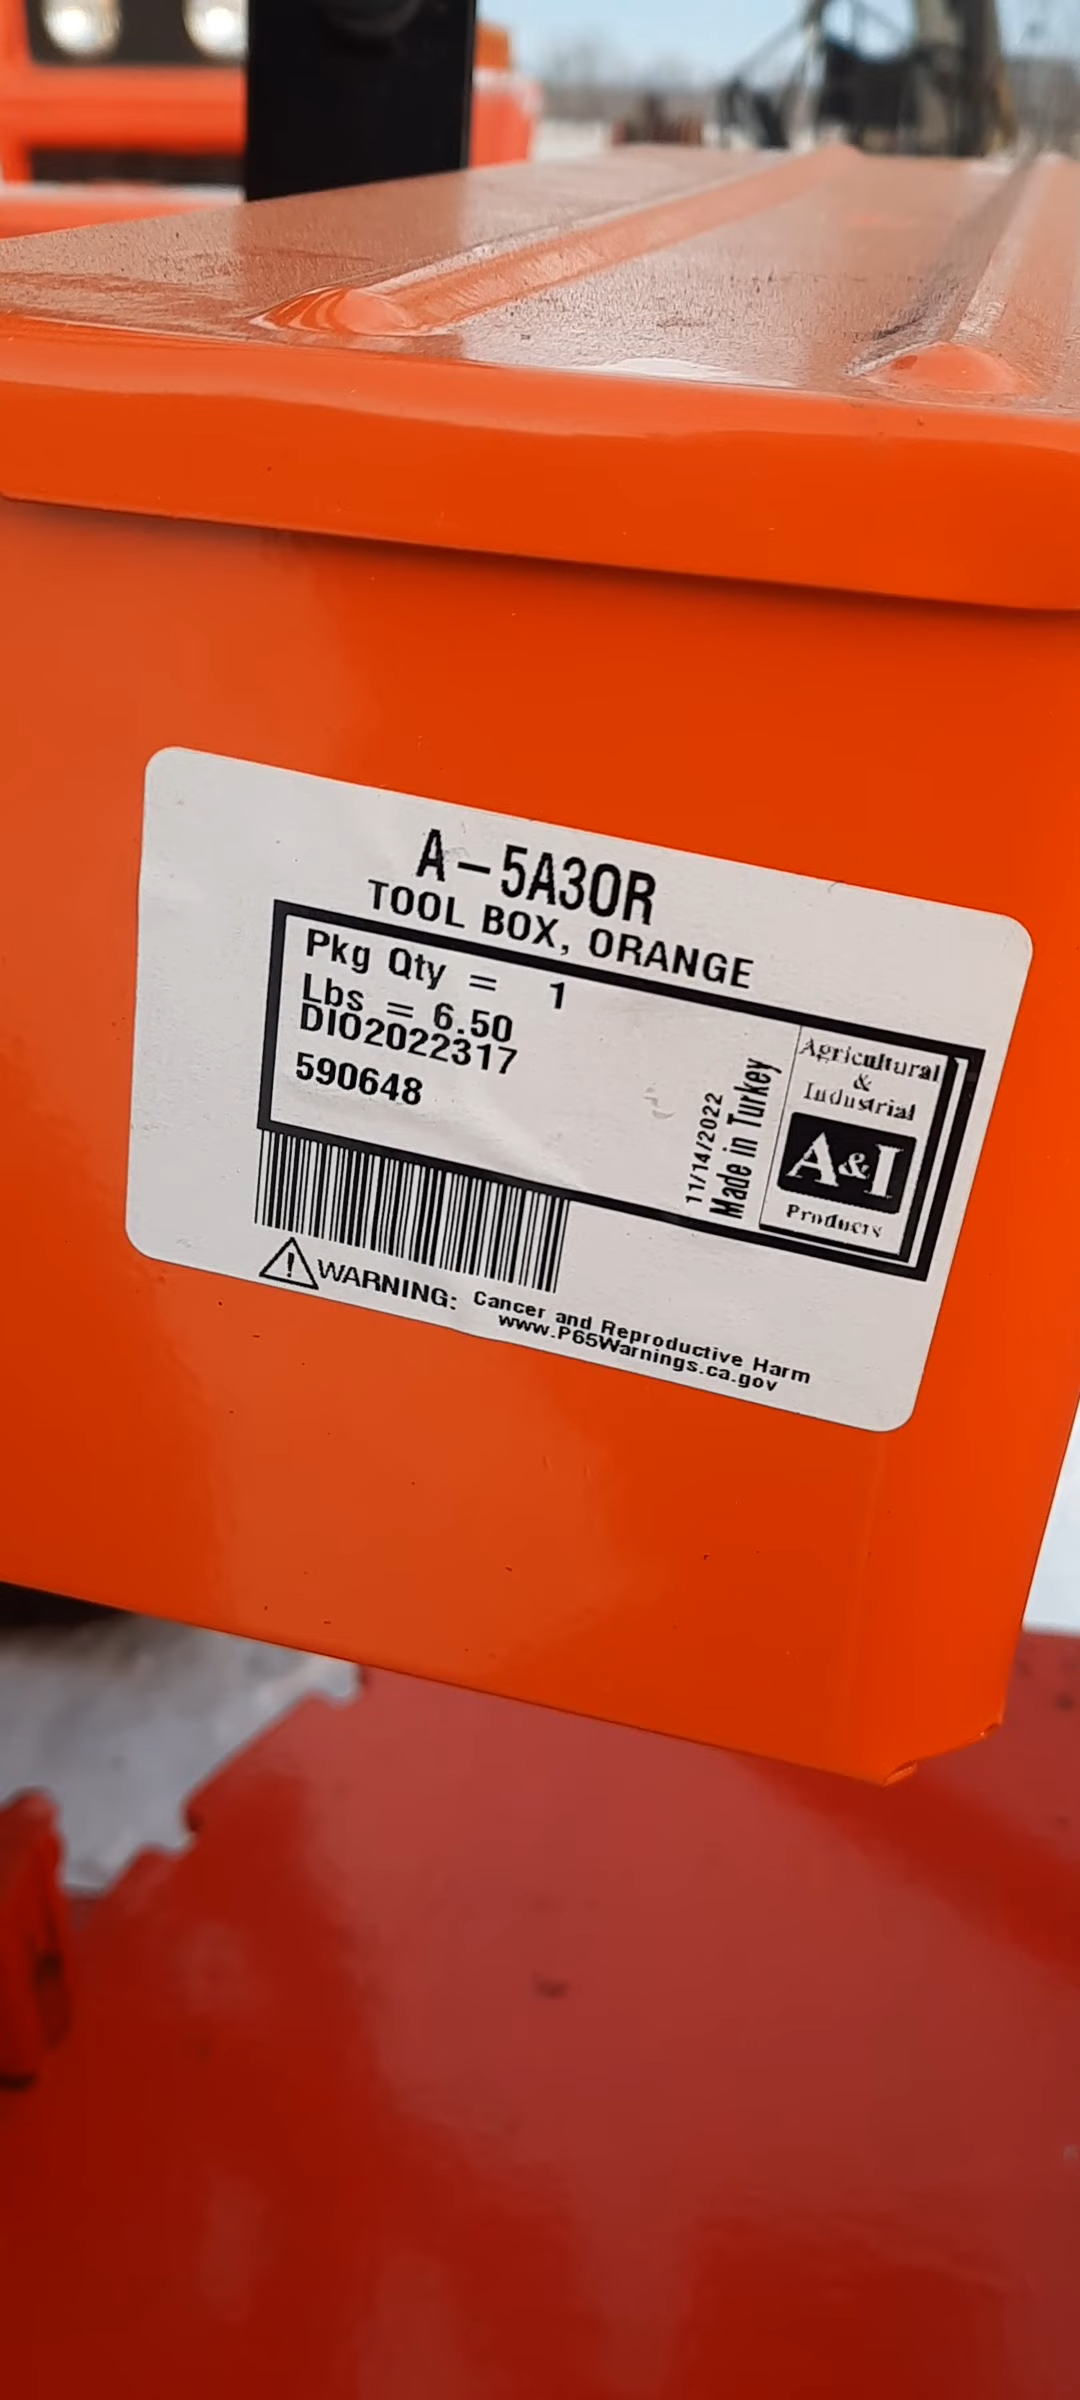 A-5A3OR
TOOL BOX, ORANGE
Pkg Qty = 1
Lbs = 6.50
DIO2022317
590648
11/14/2022
Made in Turkey
Agricultural
&
Industrial
A&I
Products
WARNING: Cancer and Reproductive Harm
www.P65Warnings.ca.gov